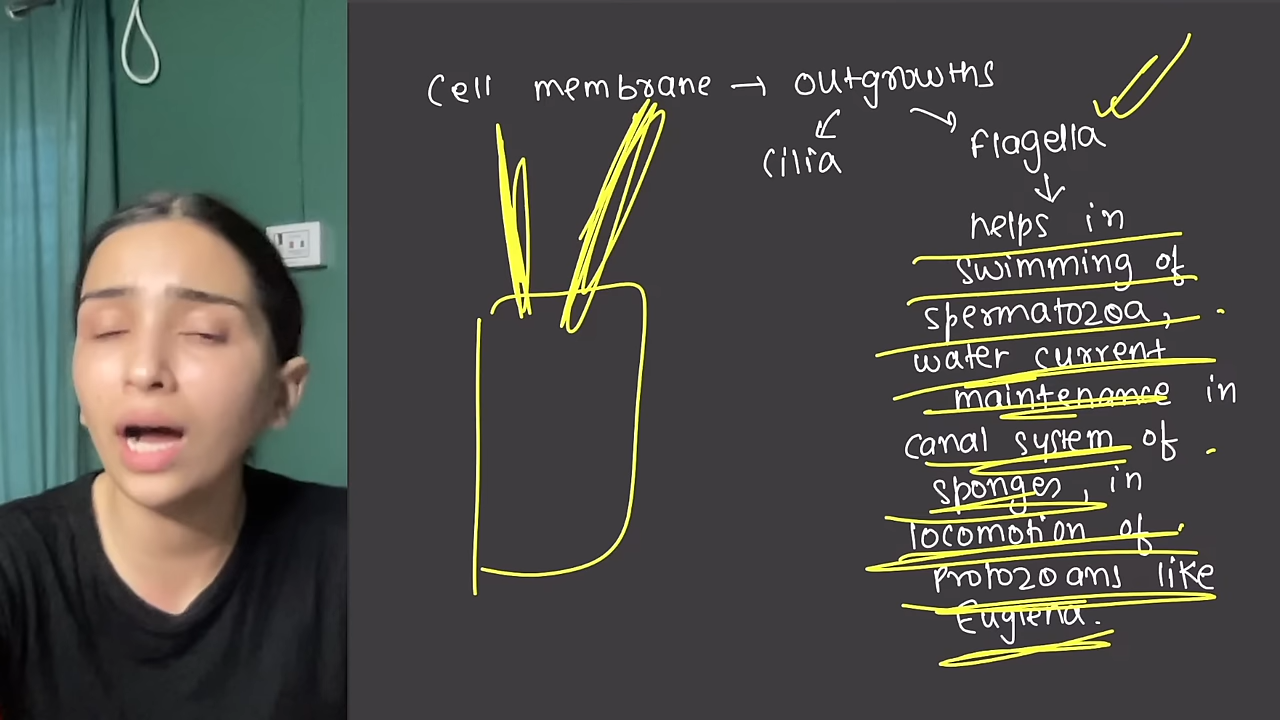 Cell membrane → outgrowths
Cilia
Flagella
helps in
swimming of
spermatozoa,
water current
maintenance in
canal system of
sponges, in
locomotion of
protozoans like
Euglena.